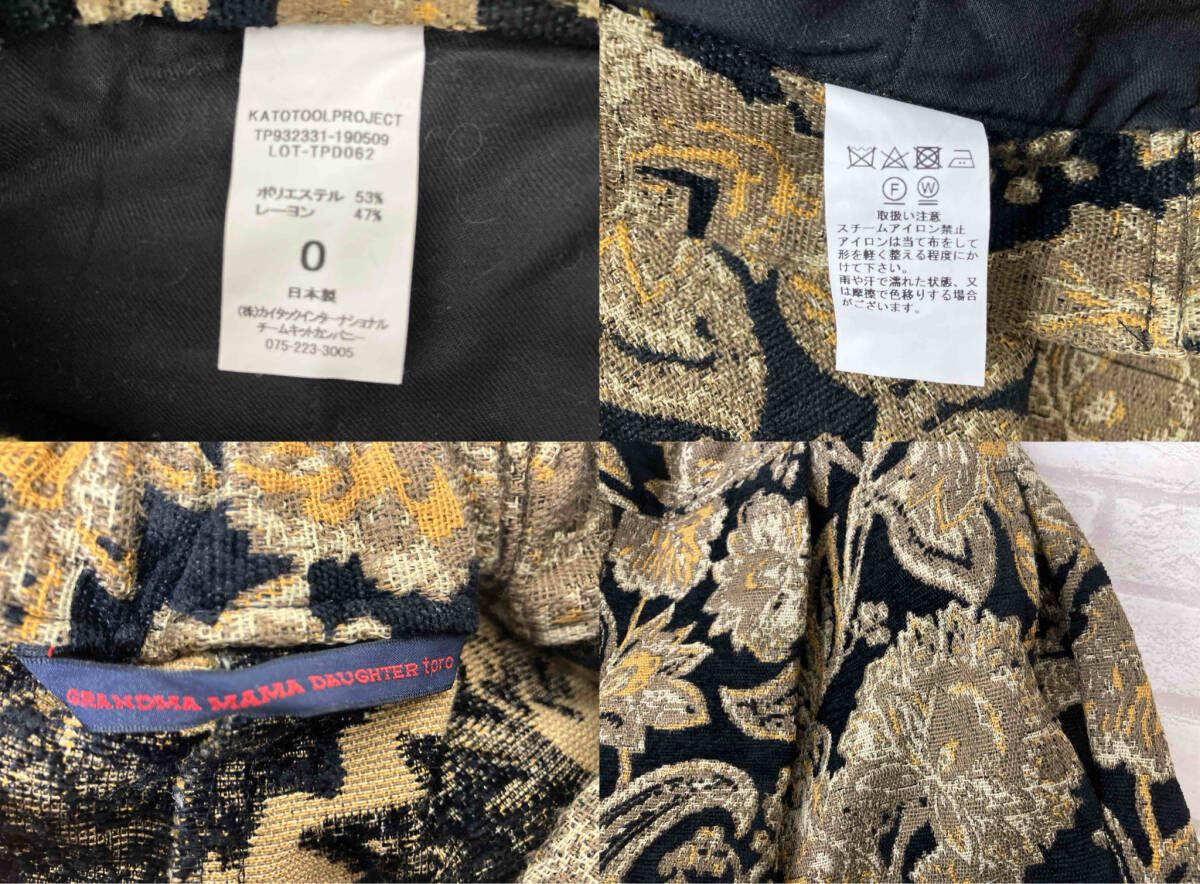 KATOTOOLPROJECT
TP932331-190509
LOT-TPD062
ポリエステル 53%
レーヨン 47%
0
日本製
(株)カイタックインターナショナル
チームキットカンパニー
075-223-3005
F W
取扱い注意
スチームアイロン禁止
アイロンは当て布をして
形を軽く整える程度にか
けて下さい。
雨や汗で濡れた状態、又
は摩擦で色移りする場合
がございます。
GRANDMA MAMA DAUGHTER toro